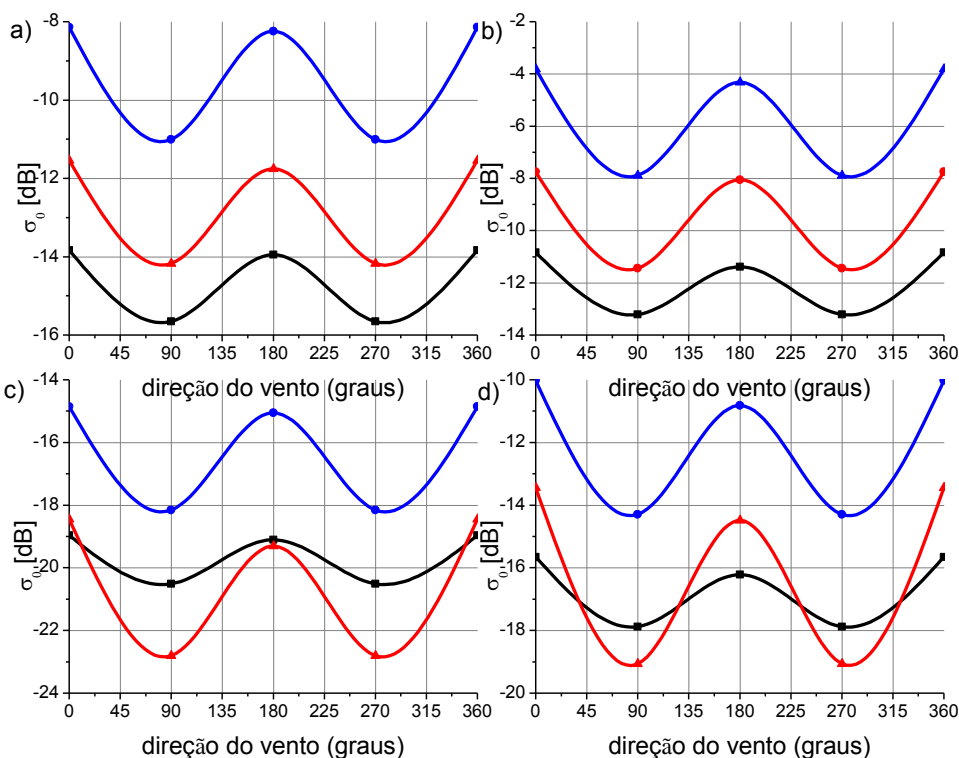 a)
-8
-10
-12
-14
-16
σ₀ [dB]
0 45 90 135 180 225 270 315 360
direção do vento (graus)
b)
-2
-4
-6
-8
-10
-12
-14
σ₀ [dB]
0 45 90 135 180 225 270 315 360
direção do vento (graus)
c)
-14
-16
-18
-20
-22
-24
σ₀ [dB]
0 45 90 135 180 225 270 315 360
direção do vento (graus)
d)
-10
-12
-14
-16
-18
-20
σ₀ [dB]
0 45 90 135 180 225 270 315 360
direção do vento (graus)